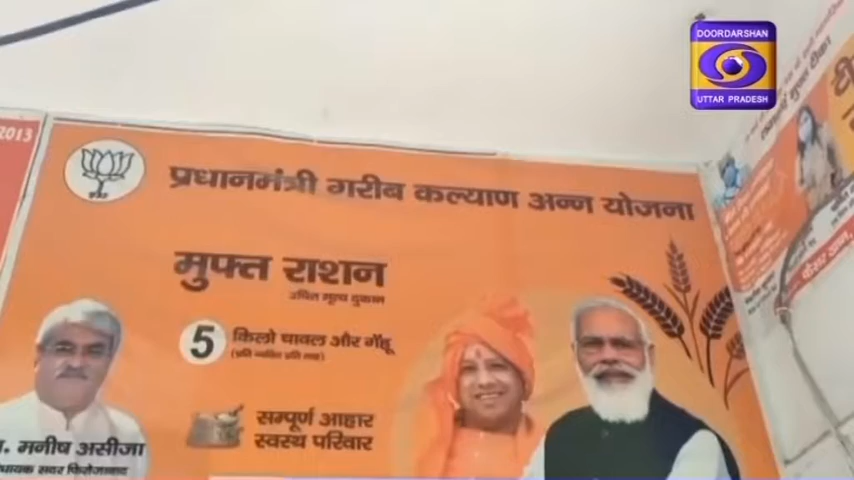 DOORDARSHAN
UTTAR PRADESH
2013
प्रधानमंत्री गरीब कल्याण अन्न योजना
मुफ्त राशन
उचित मूल्य दुकान
5 किलो चावल और गेंहू
(प्रति व्यक्ति प्रति माह)
सम्पूर्ण आहार
स्वस्थ परिवार
. मनीष असीजा
सदर फिरोजाबाद